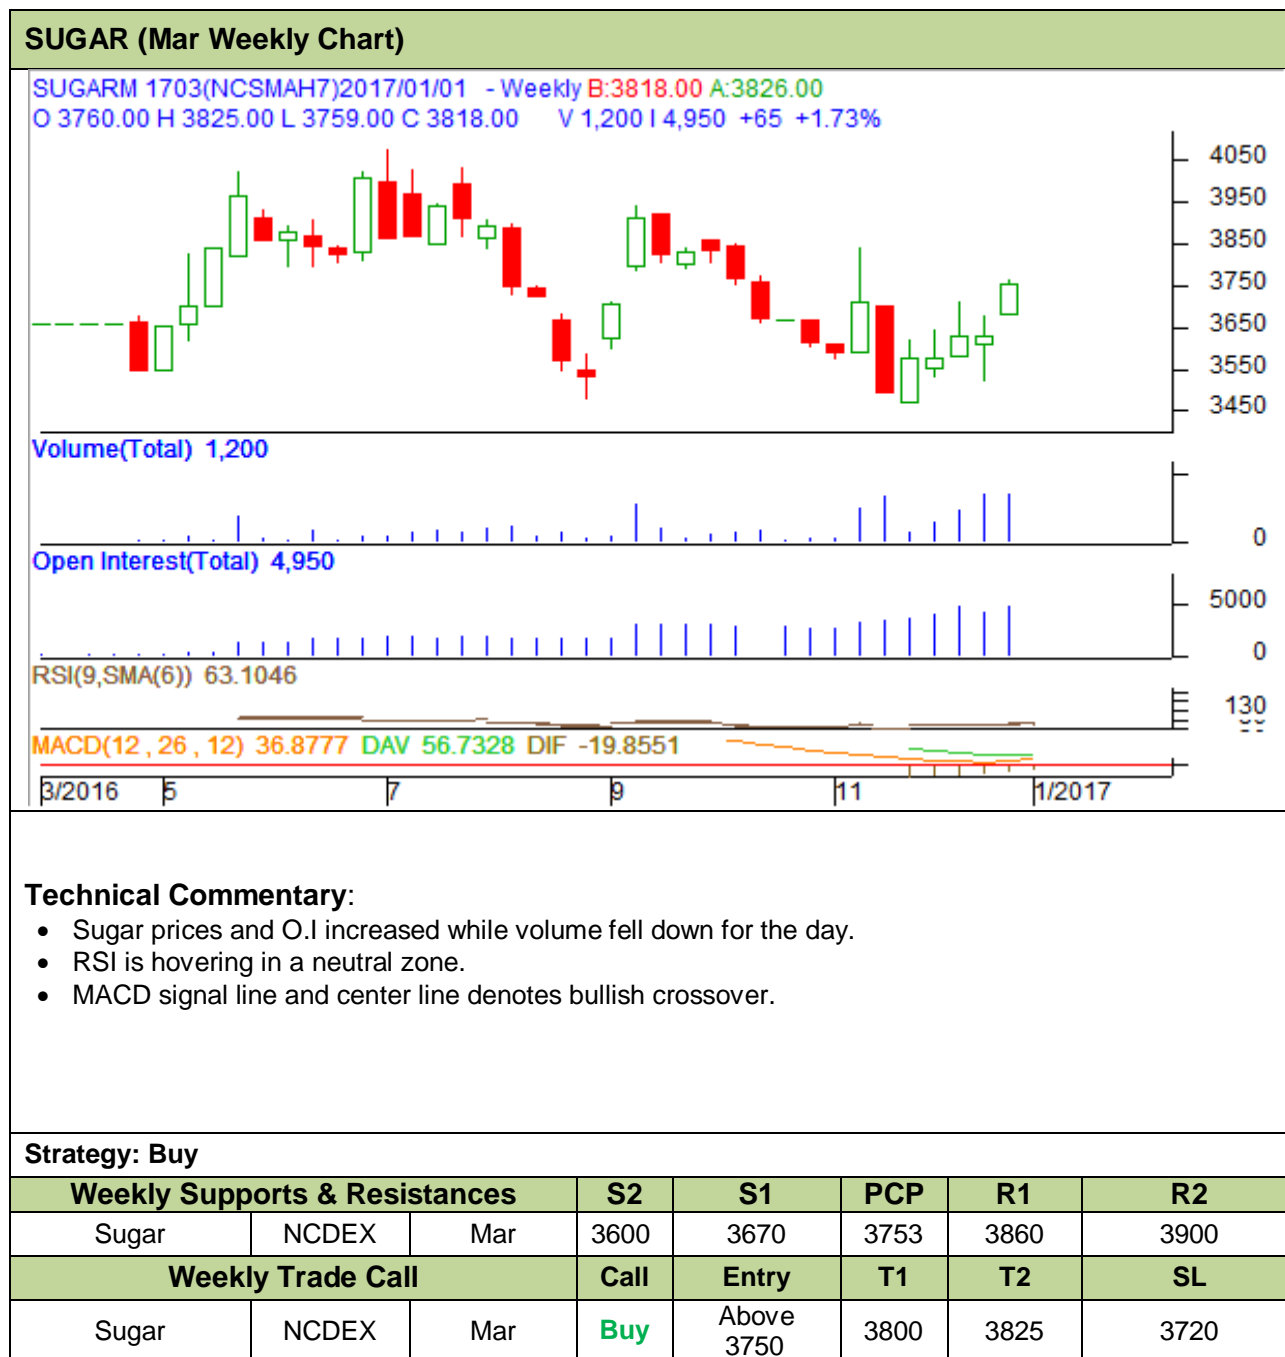 SUGAR (Mar Weekly Chart)
SUGARM 1703(NCSMAH7)2017/01/01 - Weekly B:3818.00 A:3826.00
O 3760.00 H 3825.00 L 3759.00 C 3818.00 V 1,200 I 4,950 +65 +1.73%
4050
3950
3850
3750
3650
3550
3450
Volume(Total) 1,200
0
Open Interest(Total) 4,950
5000
0
RSI(9,SMA(6)) 63.1046
130
MACD(12 , 26 , 12) 36.8777 DAV 56.7328 DIF -19.8551
3/2016 5 7 9 11 1/2017
Technical Commentary:
• Sugar prices and O.I increased while volume fell down for the day.
• RSI is hovering in a neutral zone.
• MACD signal line and center line denotes bullish crossover.
Strategy: Buy
Weekly Supports & Resistances S2 S1 PCP R1 R2
Sugar NCDEX Mar 3600 3670 3753 3860 3900
Weekly Trade Call Call Entry T1 T2 SL
Sugar NCDEX Mar Buy Above 3750 3800 3825 3720